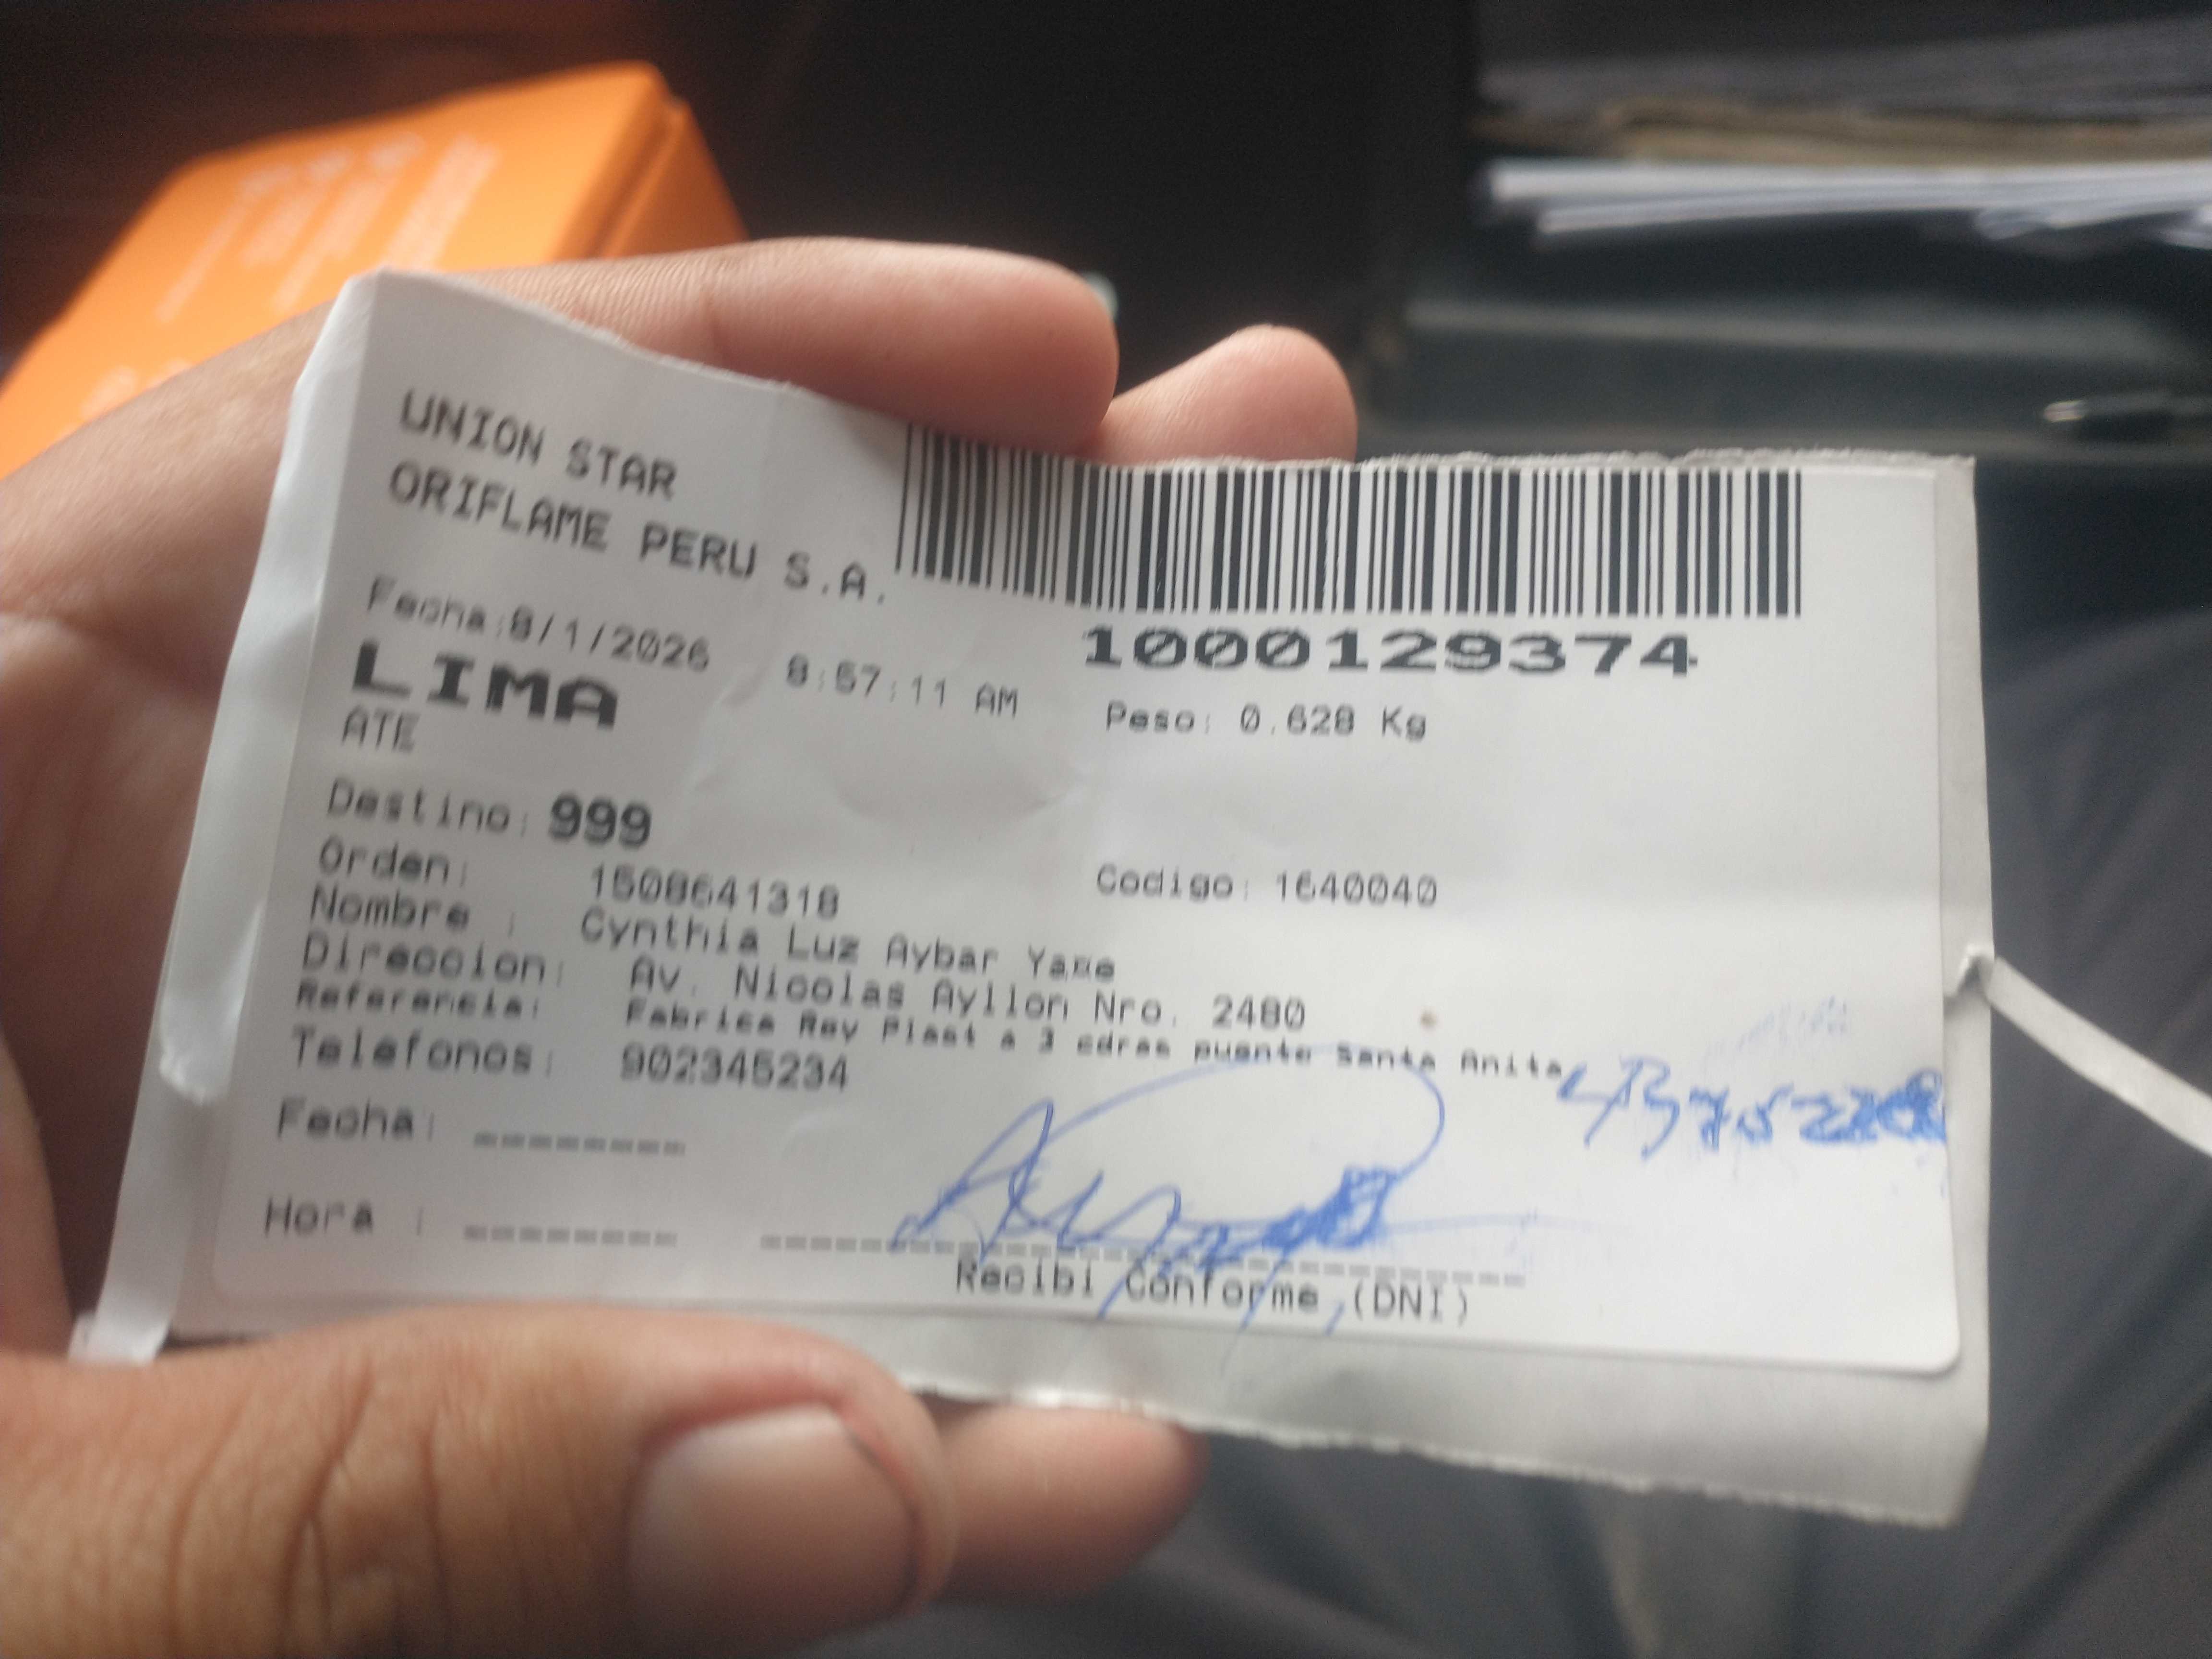 UNION STAR
ORIFLAME PERU S.A.
Fecha:8/1/2026 8:57:11 AM
1000129374
LIMA
Peso: 0.628 Kg
ATE
Destino: 999
Orden: 1508641318
Codigo: 1640040
Nombre : Cynthia Luz Aybar Yaxe
Direccion: Av. Nicolas Ayllon Nro. 2480
Referencia: Fabrica Rey Plast a 3 cdras puente Santa Anita
Telefonos: 902345234
Fecha: --------
Hora : --------
Recibi Conforme (DNI)